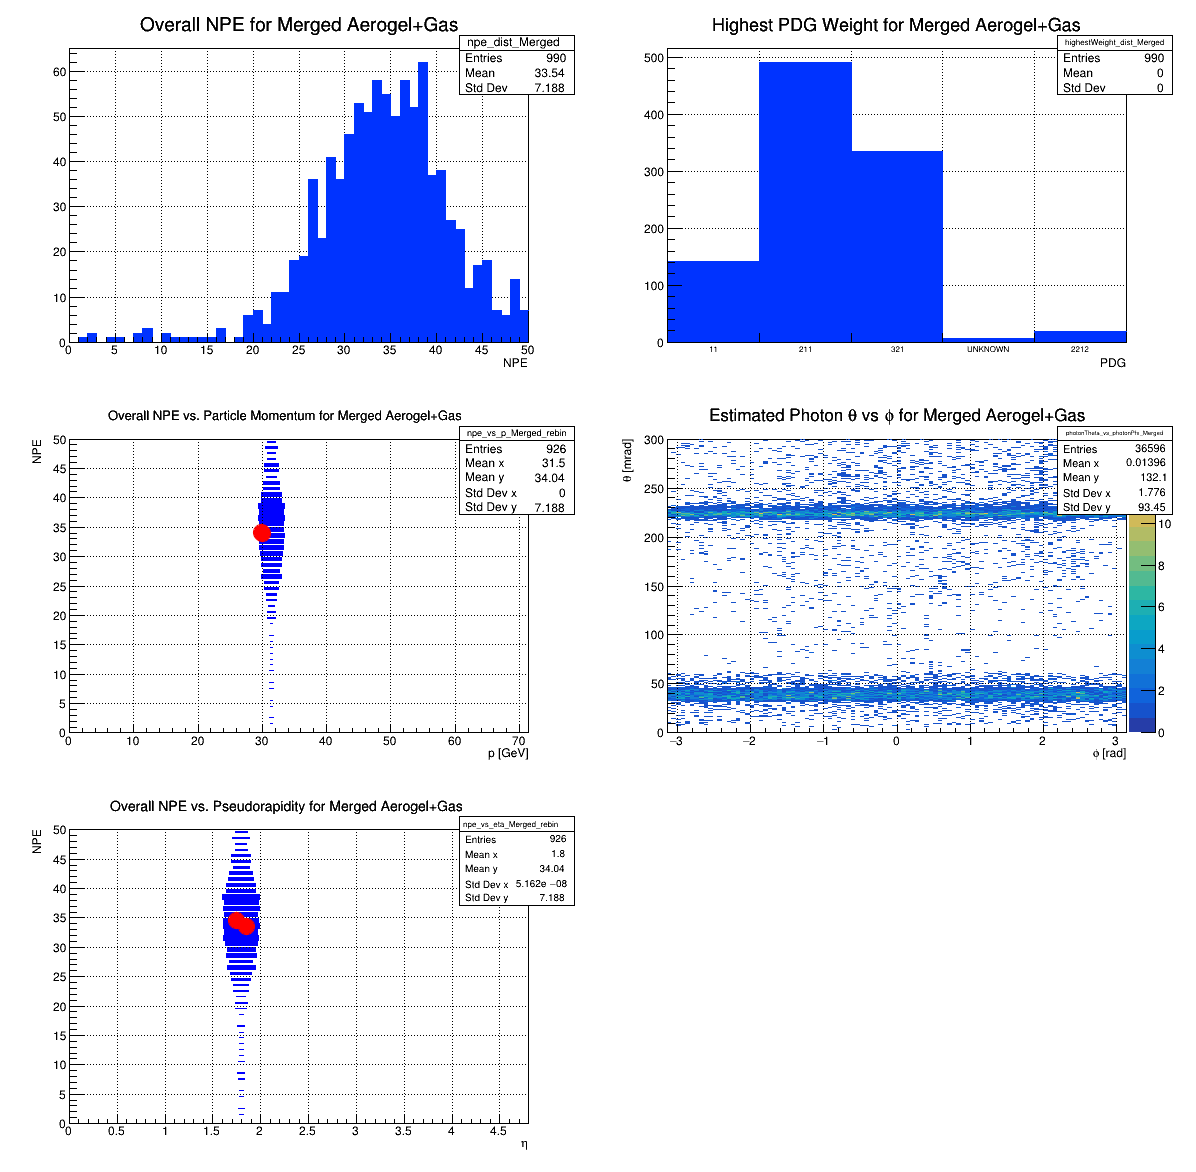 Overall NPE for Merged Aerogel+Gas
npe_dist_Merged
Entries 990
Mean 33.54
Std Dev 7.188
60
50
40
30
20
10
0
0 5 10 15 20 25 30 35 40 45 50
NPE
Highest PDG Weight for Merged Aerogel+Gas
highestWeight_dist_Merged
Entries 990
Mean 0
Std Dev 0
500
400
300
200
100
0
11 211 321 UNKNOWN 2212
PDG
Overall NPE vs. Particle Momentum for Merged Aerogel+Gas
npe_vs_p_Merged_rebin
Entries 926
Mean x 31.5
Mean y 34.04
Std Dev x 0
Std Dev y 7.188
NPE
50
45
40
35
30
25
20
15
10
5
0
0 10 20 30 40 50 60 70
p [GeV]
Estimated Photon θ vs ϕ for Merged Aerogel+Gas
photonTheta_vs_photonPhi_Merged
Entries 36596
Mean x 0.01396
Mean y 132.1
Std Dev x 1.776
Std Dev y 93.45
θ [mrad]
300
250
200
150
100
50
0
−3 −2 −1 0 1 2 3
ϕ [rad]
10
8
6
4
2
0
Overall NPE vs. Pseudorapidity for Merged Aerogel+Gas
npe_vs_eta_Merged_rebin
Entries 926
Mean x 1.8
Mean y 34.04
Std Dev x 5.162e −08
Std Dev y 7.188
NPE
50
45
40
35
30
25
20
15
10
5
0
0 0.5 1 1.5 2 2.5 3 3.5 4 4.5
η